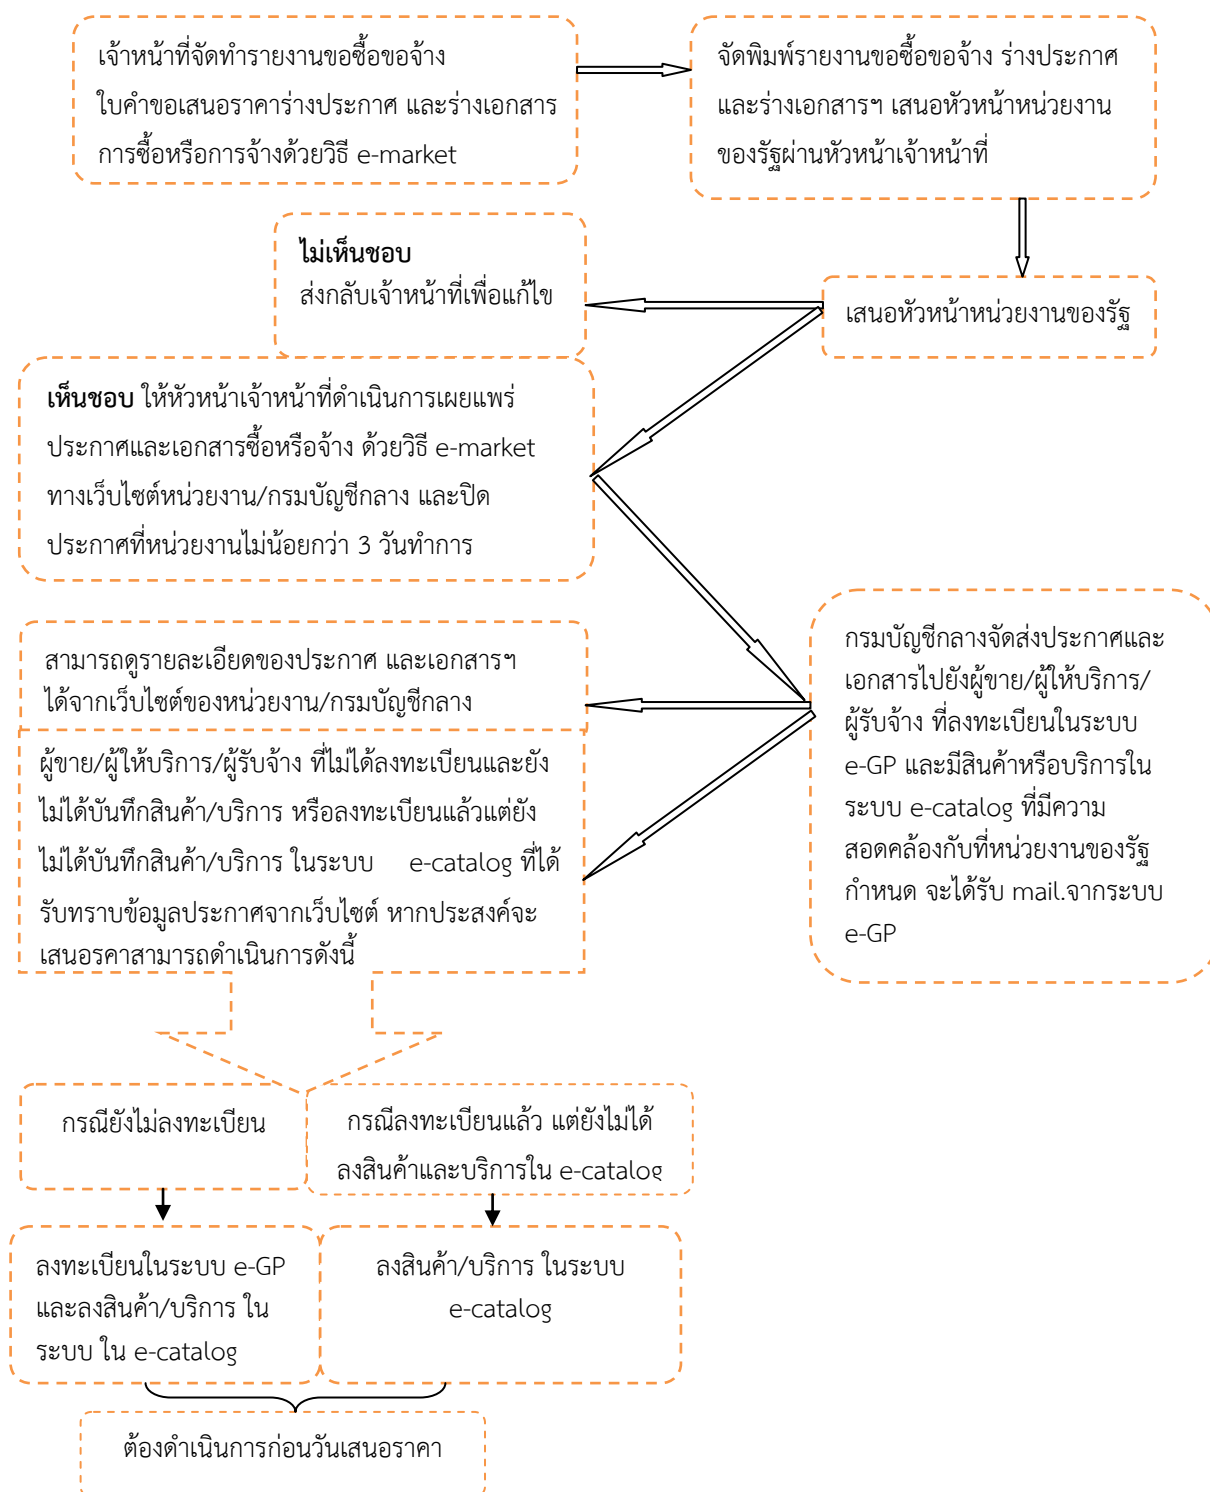 เจ้าหน้าที่จัดทำรายงานขอซื้อขอจ้าง
ใบคำขอเสนอราคาร่างประกาศ และร่างเอกสาร
การซื้อหรือการจ้างด้วยวิธี e-market
จัดพิมพ์รายงานขอซื้อขอจ้าง ร่างประกาศ
และร่างเอกสารฯ เสนอหัวหน้าหน่วยงาน
ของรัฐผ่านหัวหน้าเจ้าหน้าที่
ไม่เห็นชอบ
ส่งกลับเจ้าหน้าที่เพื่อแก้ไข
เสนอหัวหน้าหน่วยงานของรัฐ
เห็นชอบ ให้หัวหน้าเจ้าหน้าที่ดำเนินการเผยแพร่
ประกาศและเอกสารซื้อหรือจ้าง ด้วยวิธี e-market
ทางเว็บไซต์หน่วยงาน/กรมบัญชีกลาง และปิด
ประกาศที่หน่วยงานไม่น้อยกว่า 3 วันทำการ
กรมบัญชีกลางจัดส่งประกาศและ
เอกสารไปยังผู้ขาย/ผู้ให้บริการ/
ผู้รับจ้าง ที่ลงทะเบียนในระบบ
e-GP และมีสินค้าหรือบริการใน
ระบบ e-catalog ที่มีความ
สอดคล้องกับที่หน่วยงานของรัฐ
กำหนด จะได้รับ mail.จากระบบ
e-GP
สามารถดูรายละเอียดของประกาศ และเอกสารฯ
ได้จากเว็บไซต์ของหน่วยงาน/กรมบัญชีกลาง
ผู้ขาย/ผู้ให้บริการ/ผู้รับจ้าง ที่ไม่ได้ลงทะเบียนและยัง
ไม่ได้บันทึกสินค้า/บริการ หรือลงทะเบียนแล้วแต่ยัง
ไม่ได้บันทึกสินค้า/บริการ ในระบบ e-catalog ที่ได้
รับทราบข้อมูลประกาศจากเว็บไซต์ หากประสงค์จะ
เสนอรคาสามารถดำเนินการดังนี้
กรณียังไม่ลงทะเบียน
กรณีลงทะเบียนแล้ว แต่ยังไม่ได้
ลงสินค้าและบริการใน e-catalog
ลงทะเบียนในระบบ e-GP
และลงสินค้า/บริการ ใน
ระบบ ใน e-catalog
ลงสินค้า/บริการ ในระบบ
e-catalog
ต้องดำเนินการก่อนวันเสนอราคา